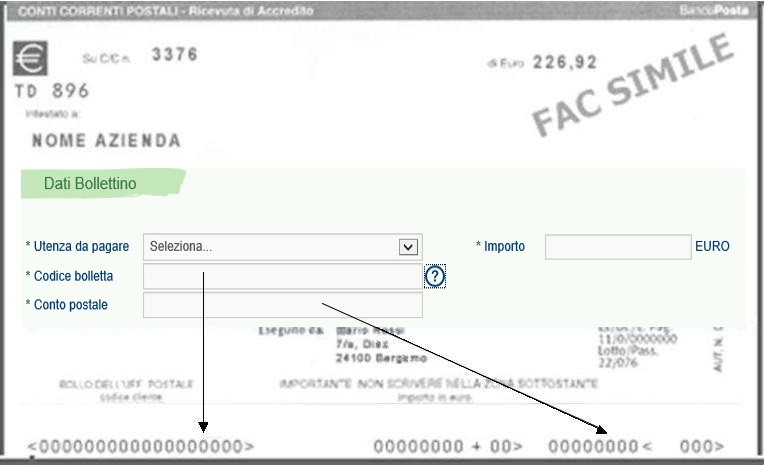 CONTI CORRENTI POSTALI - Ricevuta di Accredito BancoPosta
€ Su C/C n. 3376 di Euro 226,92
TD 896
Intestato a:
NOME AZIENDA
FAC SIMILE
Dati Bollettino
* Utenza da pagare Seleziona... * Importo EURO
* Codice bolletta ?
* Conto postale
Eseguito da: Mario Rossi
7/a, Diaz
24100 Bergamo
Pag.
11/0/0000000
Lotto/Pass.
22/076
AUT. N.
BOLLO DELL'UFF. POSTALE IMPORTANTE NON SCRIVERE NELLA ZONA SOTTOSTANTE
codice cliente importo in euro
<000000000000000000> 00000000 + 00> 00000000 < 000>